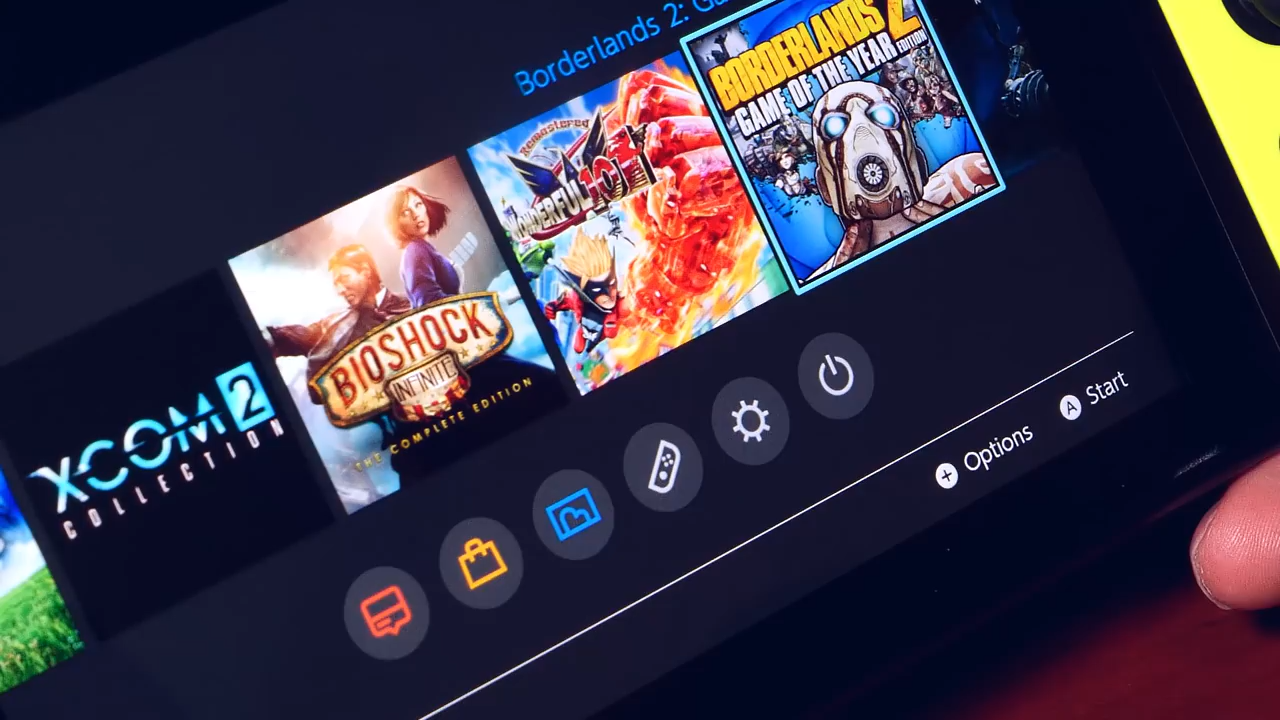 Borderlands 2:
BORDERLANDS 2
GAME OF THE YEAR EDITION
Remastered
WONDERFUL 101
BIOSHOCK
INFINITE
THE COMPLETE EDITION
XCOM 2
COLLECTION
+ Options
A Start